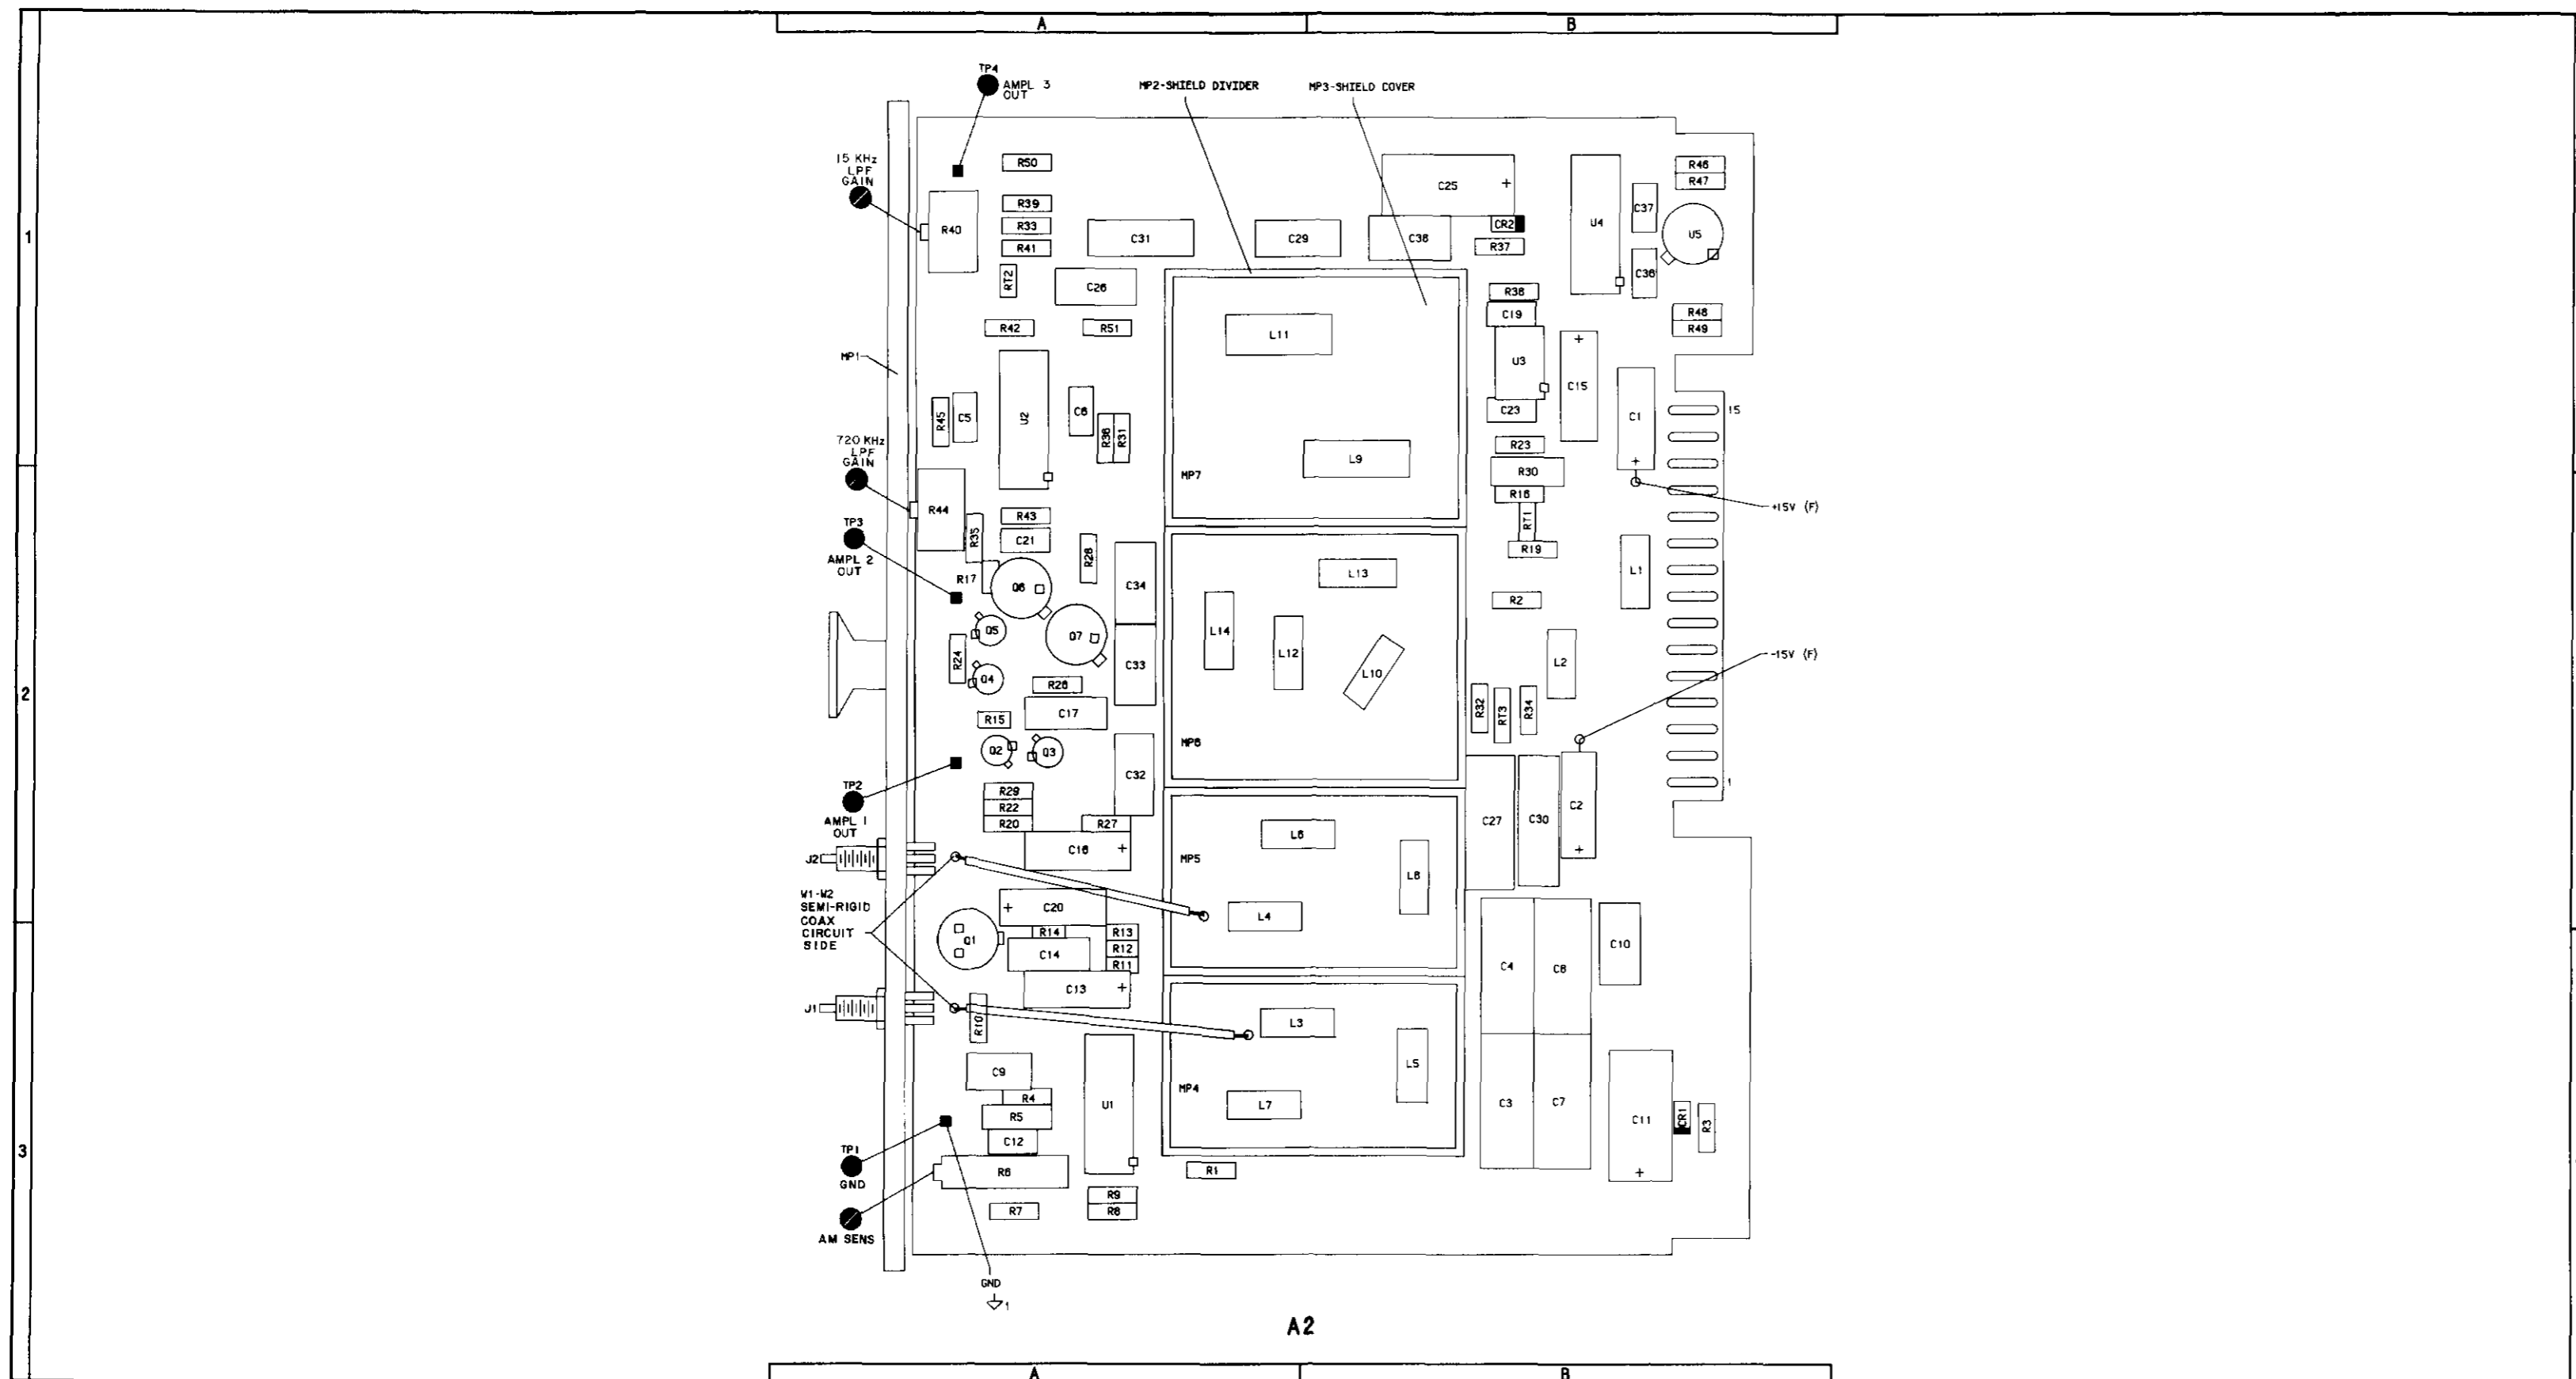 A
B
TP4
AMPL 3
OUT
MP2-SHIELD DIVIDER
MP3-SHIELD COVER
15 KHz
LPF
GAIN
R50
C25
+
R46
R47
R40
R39
R33
R41
C31
C29
CR2
R37
U4
C37
U5
1
RT2
C26
R38
C19
R48
R49
R42
R51
L11
U3
+
C15
C1
+
MP1
R45
C5
U2
C6
R31
C23
15
720 KHz
LPF
GAIN
R23
L9
R30
MP7
R16
RT1
R19
+15V (F)
R44
R35
R43
C21
TP3
AMPL 2
OUT
R17
Q6
C34
L13
L1
R2
Q5
Q7
L14
L12
L10
L2
-15V (F)
R24
Q4
C33
C17
R15
R32
RT3
R34
2
Q2
Q3
C32
MP6
TP2
AMPL 1
OUT
R29
R22
R20
R27
C16
+
L6
L8
MP5
C27
C30
C2
+
1
J2
W1-W2
SEMI-RIGID
COAX
CIRCUIT
SIDE
+
C20
L4
Q1
R14
C14
R13
R12
R11
C13
+
C4
C8
C10
J1
R10
L3
L5
C9
R4
R5
C12
U1
MP4
L7
C3
C7
C11
+
CR1
R3
3
TP1
GND
R6
R1
AM SENS
R7
R9
R8
GND
1
A2
A
B